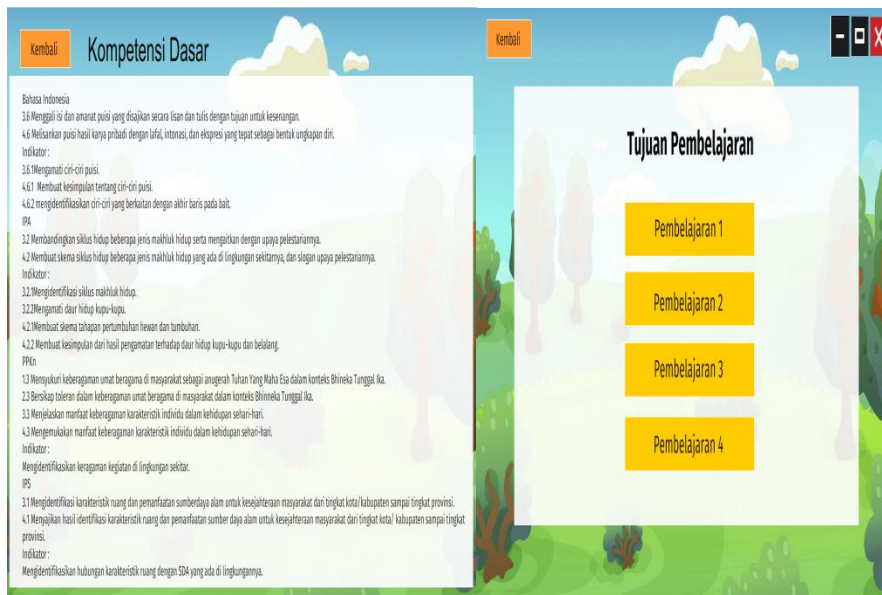 Kembali
Kompetensi Dasar
Bahasa Indonesia
3.6 Menggali isi dan amanat puisi yang disajikan secara lisan dan tulis dengan tujuan untuk kesenangan.
4.6 Melisankan puisi hasil karya pribadi dengan lafal, intonasi, dan ekspresi yang tepat sebagai bentuk ungkapan diri.
Indikator :
3.6.1Mengamati ciri-ciri puisi.
4.6.1 Membuat kesimpulan tentang ciri-ciri puisi.
4.6.2 mengidentifikasikan ciri-ciri yang berkaitan dengan akhir baris pada bait.
IPA
3.2 Membandingkan siklus hidup beberapa jenis makhluk hidup serta mengaitkan dengan upaya pelestariannya.
4.2 Membuat skema siklus hidup beberapa jenis makhluk hidup yang ada di lingkungan sekitarnya, dan slogan upaya pelestariannya.
Indikator :
3.2.1Mengidentifikasi siklus makhluk hidup.
3.2.2Mengamati daur hidup kupu-kupu.
4.2.1Membuat skema tahapan pertumbuhan hewan dan tumbuhan.
4.2.2 Membuat kesimpulan dari hasil pengamatan terhadap daur hidup kupu-kupu dan belalang.
PPKn
1.3 Mensyukuri keberagaman umat beragama di masyarakat sebagai anugerah Tuhan Yang Maha Esa dalam konteks Bhineka Tunggal Ika.
2.3 Bersikap toleran dalam keberagaman umat beragama di masyarakat dalam konteks Bhinneka Tunggal Ika.
3.3 Menjelaskan manfaat keberagaman karakteristik individu dalam kehidupan sehari-hari.
4.3 Mengemukakan manfaat keberagaman karakteristik individu dalam kehidupan sehari-hari.
Indikator :
Mengidentifikasikan keragaman kegiatan di lingkungan sekitar.
IPS
3.1 Mengidentifikasi karakteristik ruang dan pemanfaatan sumberdaya alam untuk kesejahteraan masyarakat dari tingkat kota/kabupaten sampai tingkat provinsi.
4.1 Menyajikan hasil identifikasi karakteristik ruang dan pemanfaatan sumber daya alam untuk kesejahteraan masyarakat dari tingkat kota/ kabupaten sampai tingkat
provinsi.
Indikator :
Mengidentifikasikan hubungan karakteristik ruang dengan SDA yang ada di lingkungannya.
Kembali
Tujuan Pembelajaran
Pembelajaran 1
Pembelajaran 2
Pembelajaran 3
Pembelajaran 4